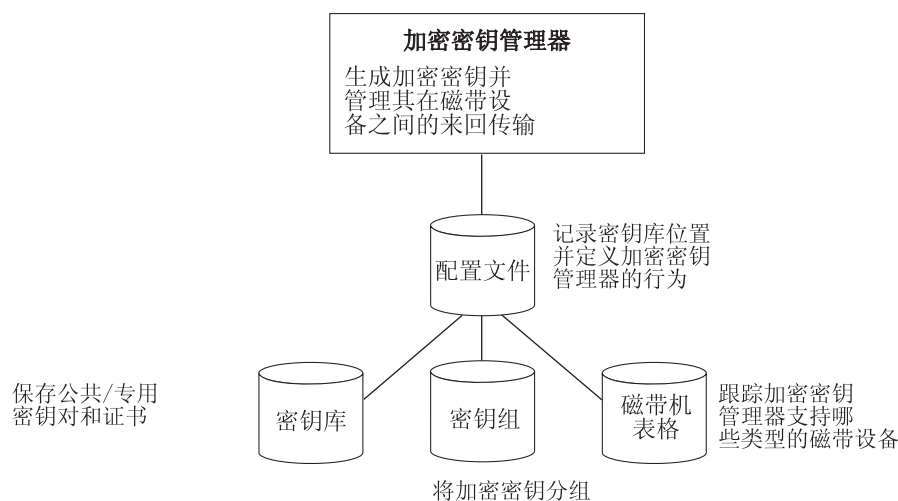 加密密钥管理器
生成加密密钥并
管理其在磁带设
备之间的来回传输
配置文件
记录密钥库位置
并定义加密密钥
管理器的行为
保存公共/专用
密钥对和证书
密钥库
密钥组
磁带机
表格
跟踪加密密钥
管理器支持哪
些类型的磁带设备
将加密密钥分组